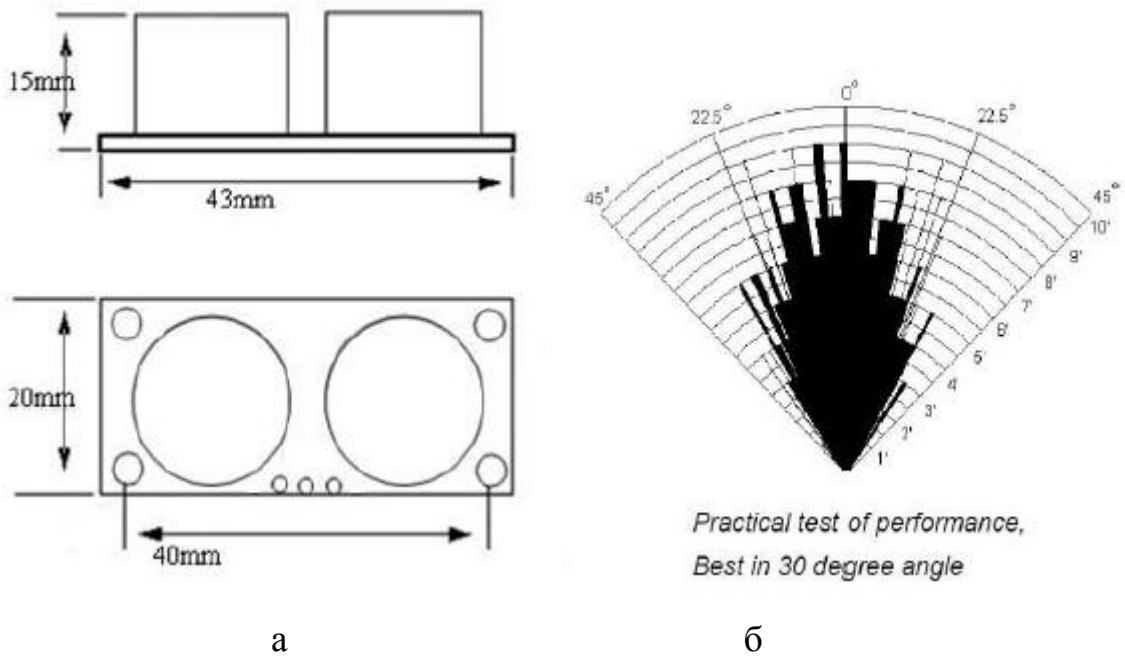 15mm
43mm
20mm
40mm
0°
22.5°
22.5°
45°
45°
10'
9'
8'
7'
6'
5'
4
3'
2'
1'
Practical test of performance,
Best in 30 degree angle
а
б